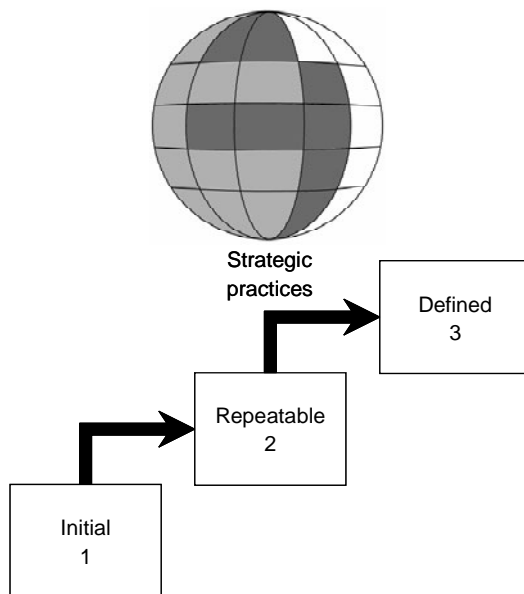 Strategic
practices
Defined
3
Repeatable
2
Initial
1